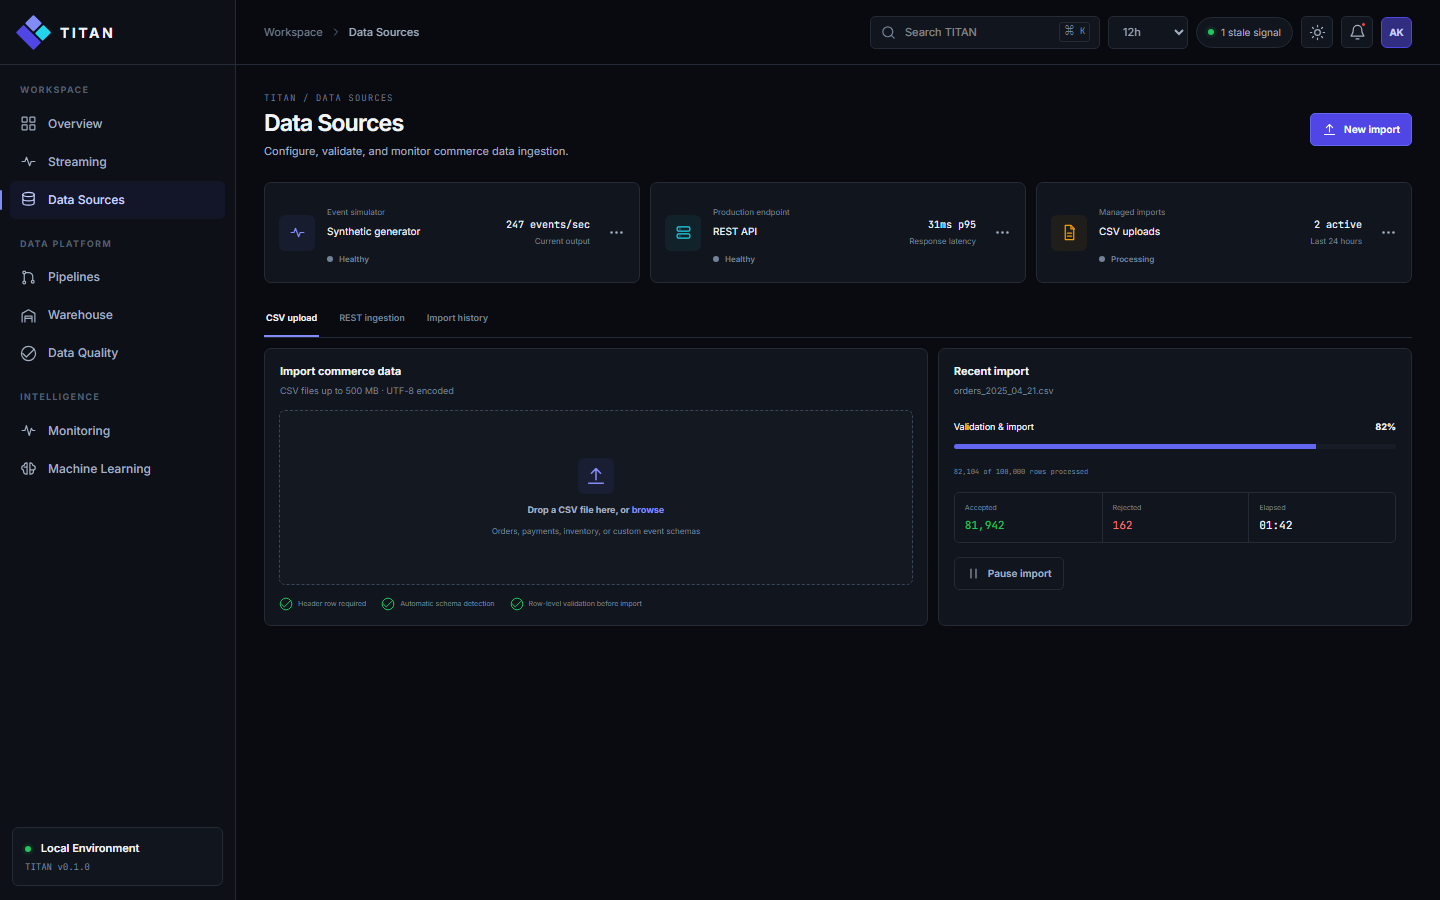 TITAN
Workspace > Data Sources
Search TITAN
⌘ K
12h
1 stale signal
AK
WORKSPACE
Overview
Streaming
Data Sources
DATA PLATFORM
Pipelines
Warehouse
Data Quality
INTELLIGENCE
Monitoring
Machine Learning
Local Environment
TITAN v0.1.0
TITAN / DATA SOURCES
Data Sources
Configure, validate, and monitor commerce data ingestion.
New import
Event simulator
Synthetic generator
Healthy
247 events/sec
Current output
Production endpoint
REST API
Healthy
31ms p95
Response latency
Managed imports
CSV uploads
Processing
2 active
Last 24 hours
CSV upload
REST ingestion
Import history
Import commerce data
CSV files up to 500 MB · UTF-8 encoded
Drop a CSV file here, or browse
Orders, payments, inventory, or custom event schemas
Header row required
Automatic schema detection
Row-level validation before import
Recent import
orders_2025_04_21.csv
Validation & import
82%
82,104 of 100,000 rows processed
Accepted
81,942
Rejected
162
Elapsed
01:42
Pause import